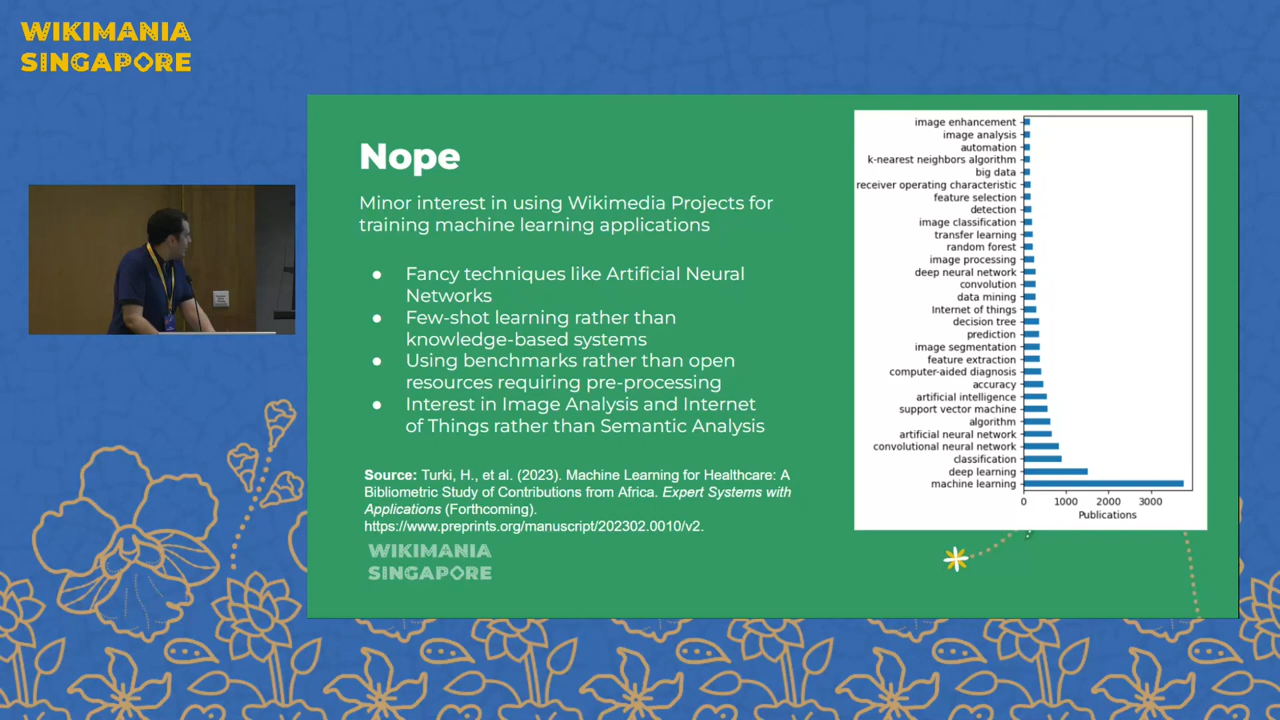 WIKIMANIA
SINGAPORE
Nope
Minor interest in using Wikimedia Projects for
training machine learning applications
● Fancy techniques like Artificial Neural
Networks
● Few-shot learning rather than
knowledge-based systems
● Using benchmarks rather than open
resources requiring pre-processing
● Interest in Image Analysis and Internet
of Things rather than Semantic Analysis
Source: Turki, H., et al. (2023). Machine Learning for Healthcare: A
Bibliometric Study of Contributions from Africa. Expert Systems with
Applications (Forthcoming).
https://www.preprints.org/manuscript/202302.0010/v2.
WIKIMANIA
SINGAPORE
image enhancement
image analysis
automation
k-nearest neighbors algorithm
big data
receiver operating characteristic
feature selection
detection
image classification
transfer learning
random forest
image processing
deep neural network
convolution
data mining
Internet of things
decision tree
prediction
image segmentation
feature extraction
computer-aided diagnosis
accuracy
artificial intelligence
support vector machine
algorithm
artificial neural network
convolutional neural network
classification
deep learning
machine learning
0 1000 2000 3000
Publications